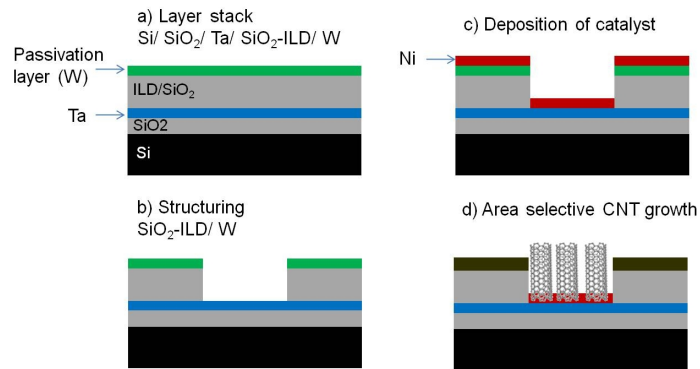 a) Layer stack
Si/ SiO₂/ Ta/ SiO₂-ILD/ W
Passivation
layer (W)
ILD/SiO₂
Ta
SiO2
Si
b) Structuring
SiO₂-ILD/ W
c) Deposition of catalyst
Ni
d) Area selective CNT growth